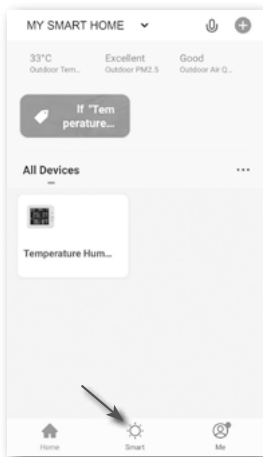 MY SMART HOME
33°C Excellent Good
Outdoor Tem.. Outdoor PM2.5 Outdoor Air Q..
If "Tem
perature...
All Devices
Temperature Hum...
Home Smart Me